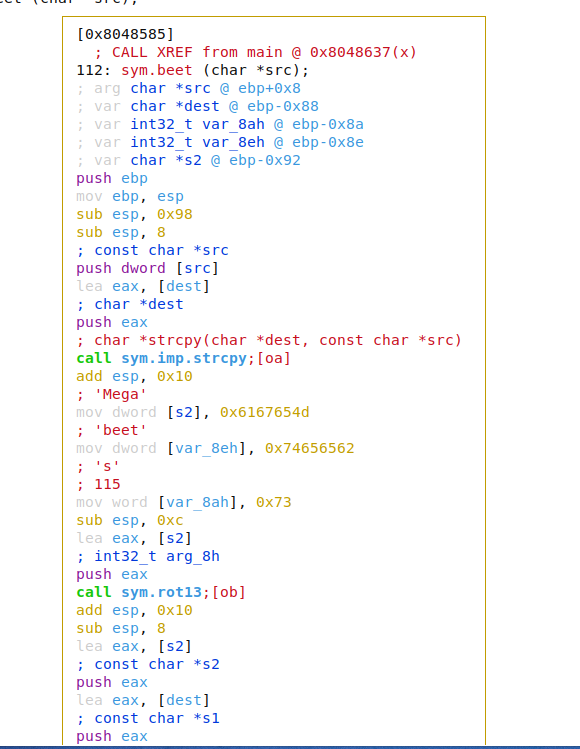 [0x8048585]
; CALL XREF from main @ 0x8048637(x)
112: sym.beet (char *src);
; arg char *src @ ebp+0x8
; var char *dest @ ebp-0x88
; var int32_t var_8ah @ ebp-0x8a
; var int32_t var_8eh @ ebp-0x8e
; var char *s2 @ ebp-0x92
push ebp
mov ebp, esp
sub esp, 0x98
sub esp, 8
; const char *src
push dword [src]
lea eax, [dest]
; char *dest
push eax
; char *strcpy(char *dest, const char *src)
call sym.imp.strcpy;[oa]
add esp, 0x10
; 'Mega'
mov dword [s2], 0x6167654d
; 'beet'
mov dword [var_8eh], 0x74656562
; 's'
; 115
mov word [var_8ah], 0x73
sub esp, 0xc
lea eax, [s2]
; int32_t arg_8h
push eax
call sym.rot13;[ob]
add esp, 0x10
sub esp, 8
lea eax, [s2]
; const char *s2
push eax
lea eax, [dest]
; const char *s1
push eax